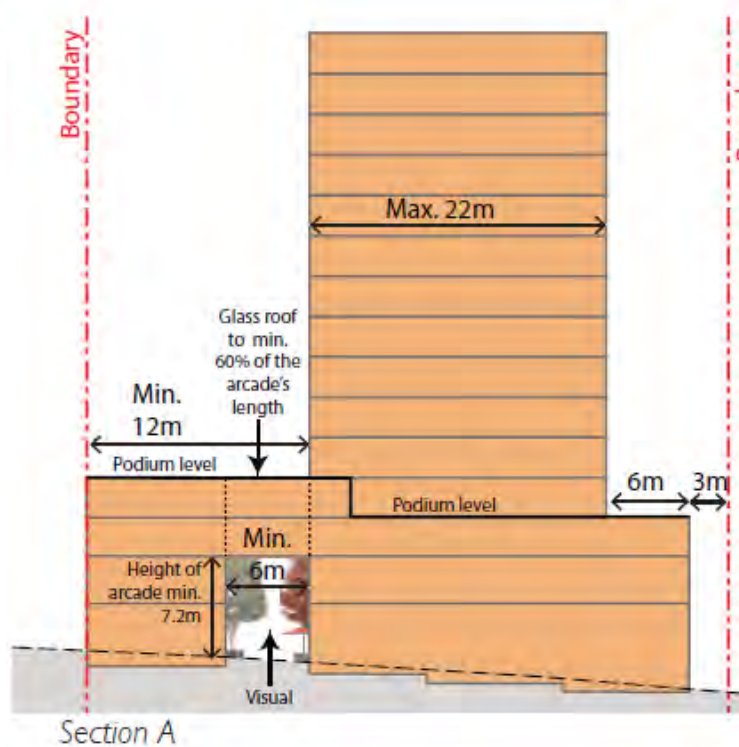 Boundary
Max. 22m
Glass roof
to min.
60% of the
arcade's
length
Min.
12m
Podium level
6m
3m
Podium level
Min.
6m
Height of
arcade min.
7.2m
Visual
Section A